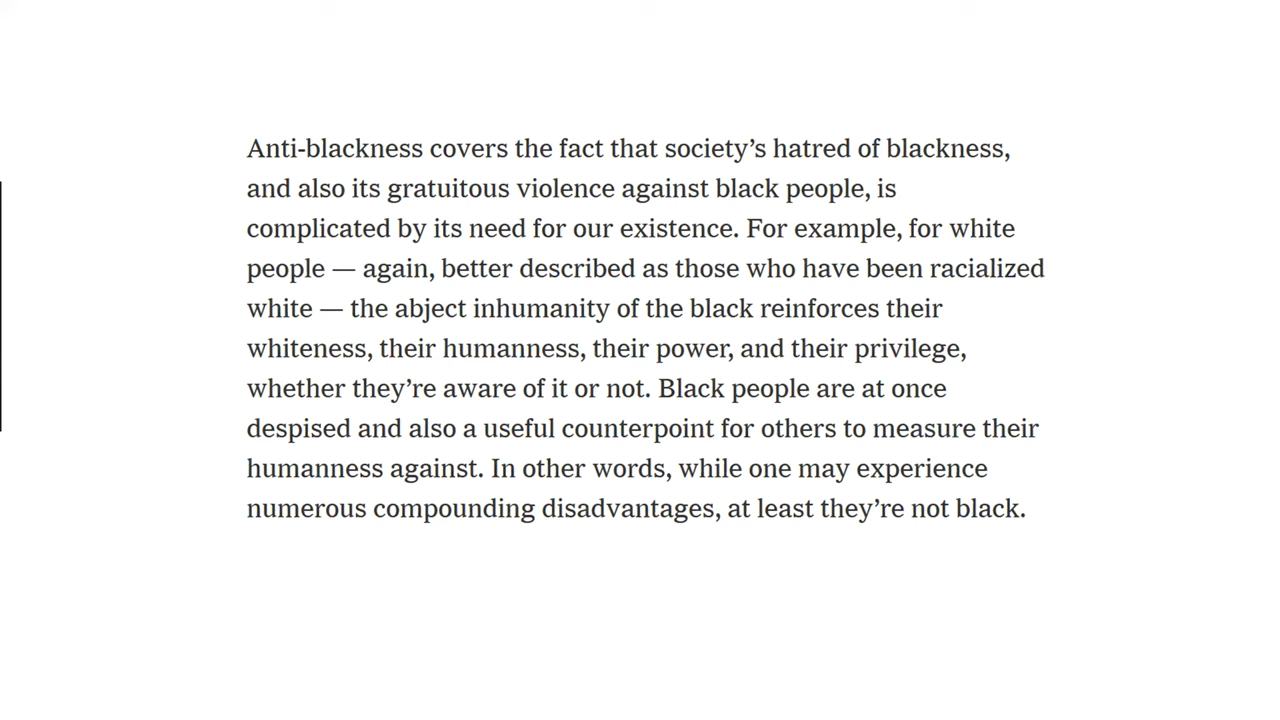 Anti-blackness covers the fact that society’s hatred of blackness,
and also its gratuitous violence against black people, is
complicated by its need for our existence. For example, for white
people — again, better described as those who have been racialized
white — the abject inhumanity of the black reinforces their
whiteness, their humanness, their power, and their privilege,
whether they’re aware of it or not. Black people are at once
despised and also a useful counterpoint for others to measure their
humanness against. In other words, while one may experience
numerous compounding disadvantages, at least they’re not black.